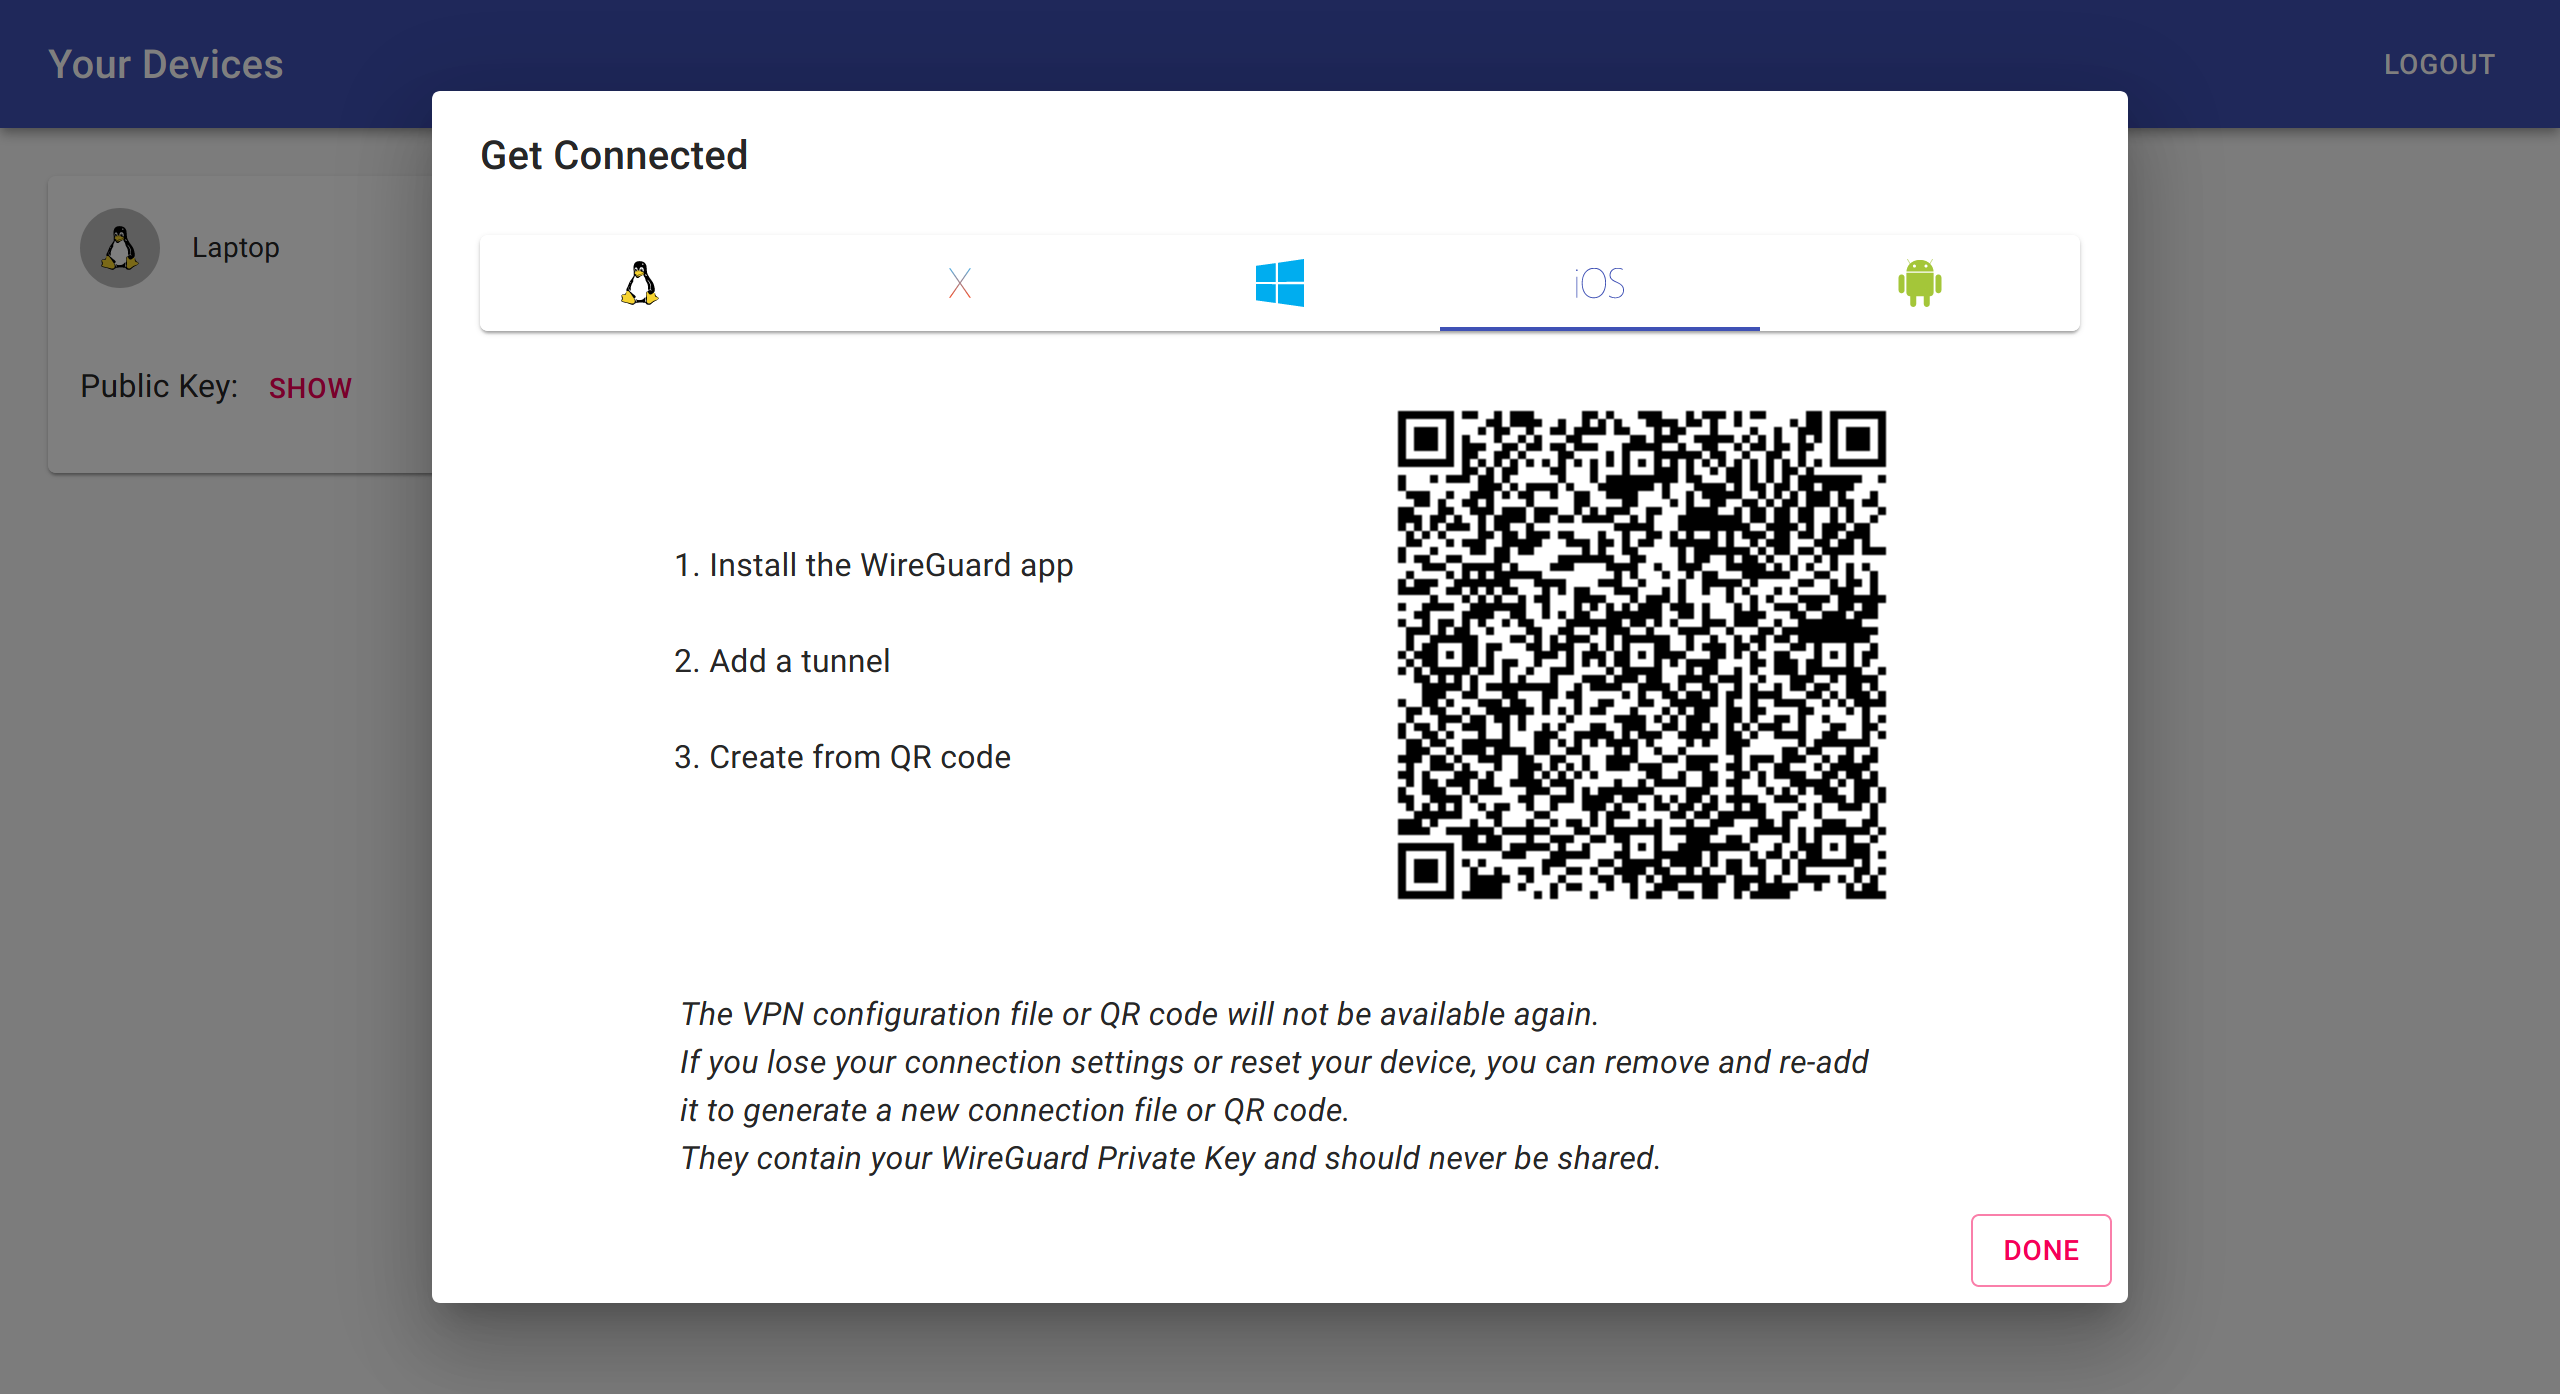 Your Devices
LOGOUT
Get Connected
Laptop
X
iOS
Public Key: SHOW
1. Install the WireGuard app
2. Add a tunnel
3. Create from QR code
The VPN configuration file or QR code will not be available again.
If you lose your connection settings or reset your device, you can remove and re-add
it to generate a new connection file or QR code.
They contain your WireGuard Private Key and should never be shared.
DONE